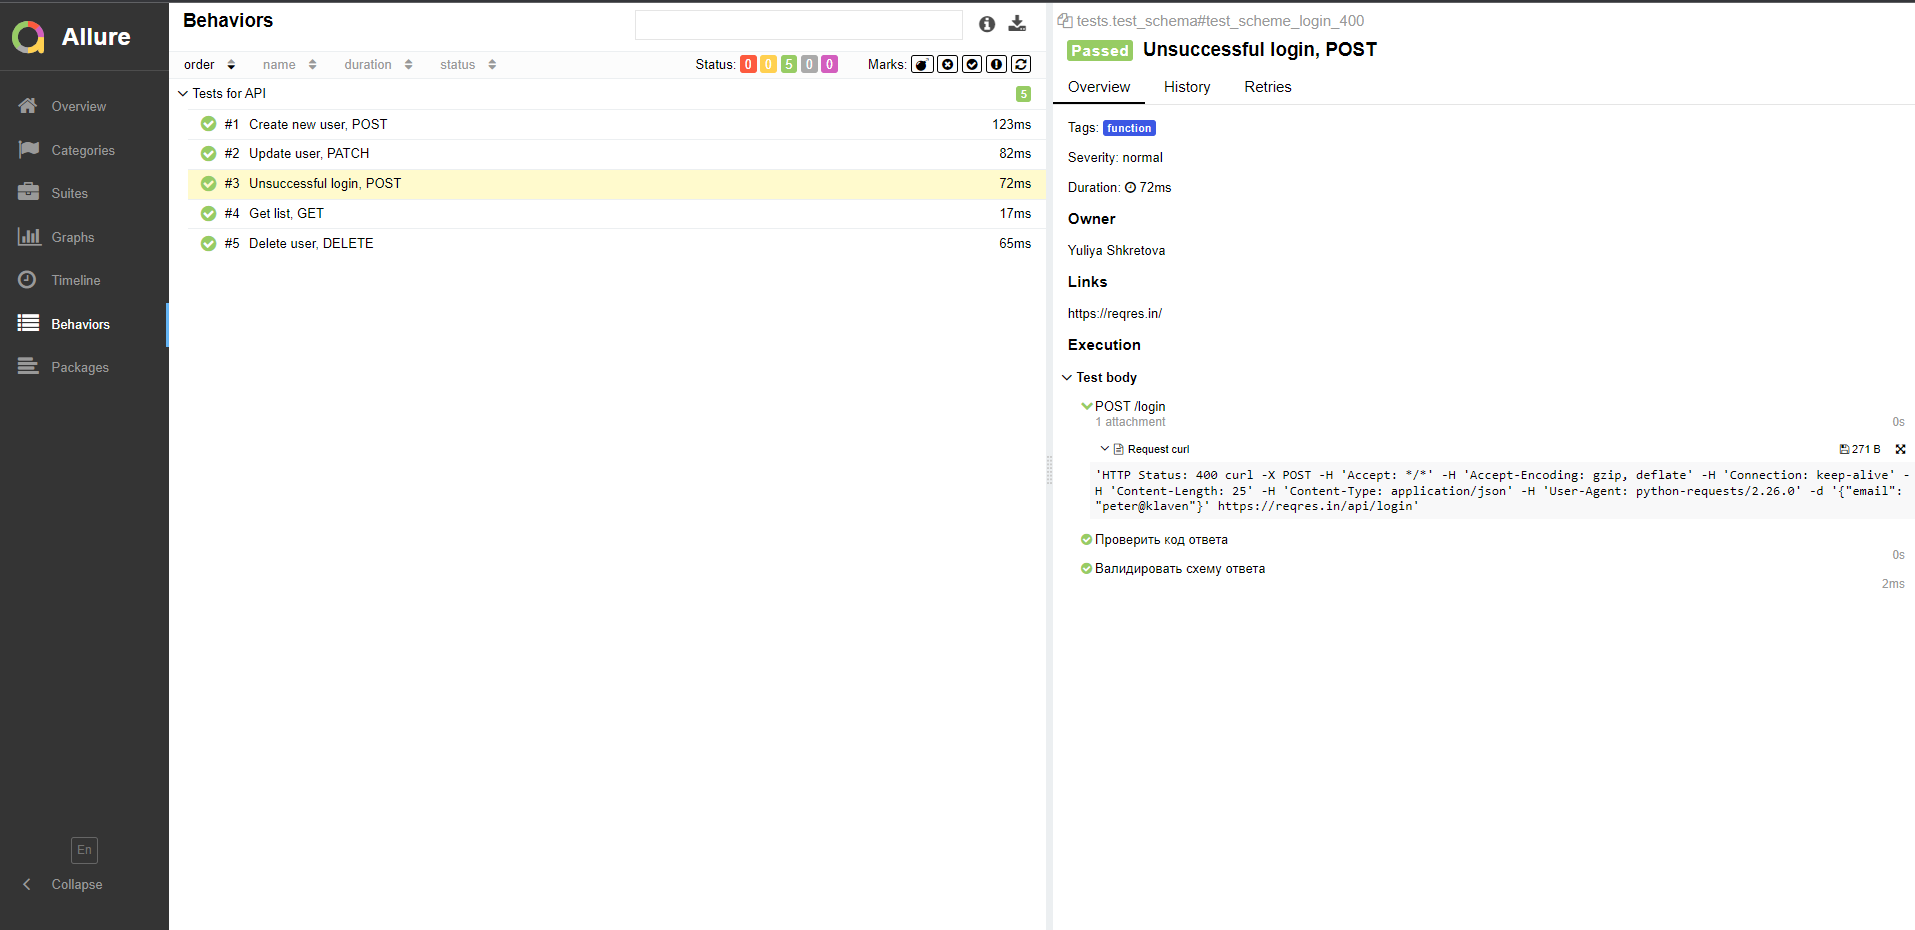 Allure
Overview
Categories
Suites
Graphs
Timeline
Behaviors
Packages
En
Collapse
Behaviors
order name duration status Status: 0 0 5 0 0 Marks:
Tests for API 5
#1 Create new user, POST 123ms
#2 Update user, PATCH 82ms
#3 Unsuccessful login, POST 72ms
#4 Get list, GET 17ms
#5 Delete user, DELETE 65ms
tests.test_schema#test_scheme_login_400
Passed Unsuccessful login, POST
Overview History Retries
Tags: function
Severity: normal
Duration: 72ms
Owner
Yuliya Shkretova
Links
https://reqres.in/
Execution
Test body
POST /login
1 attachment 0s
Request curl 271 B
'HTTP Status: 400 curl -X POST -H 'Accept: */*' -H 'Accept-Encoding: gzip, deflate' -H 'Connection: keep-alive' -
H 'Content-Length: 25' -H 'Content-Type: application/json' -H 'User-Agent: python-requests/2.26.0' -d '{"email":
"peter@klaven"}' https://reqres.in/api/login'
Проверить код ответа
0s
Валидировать схему ответа
2ms